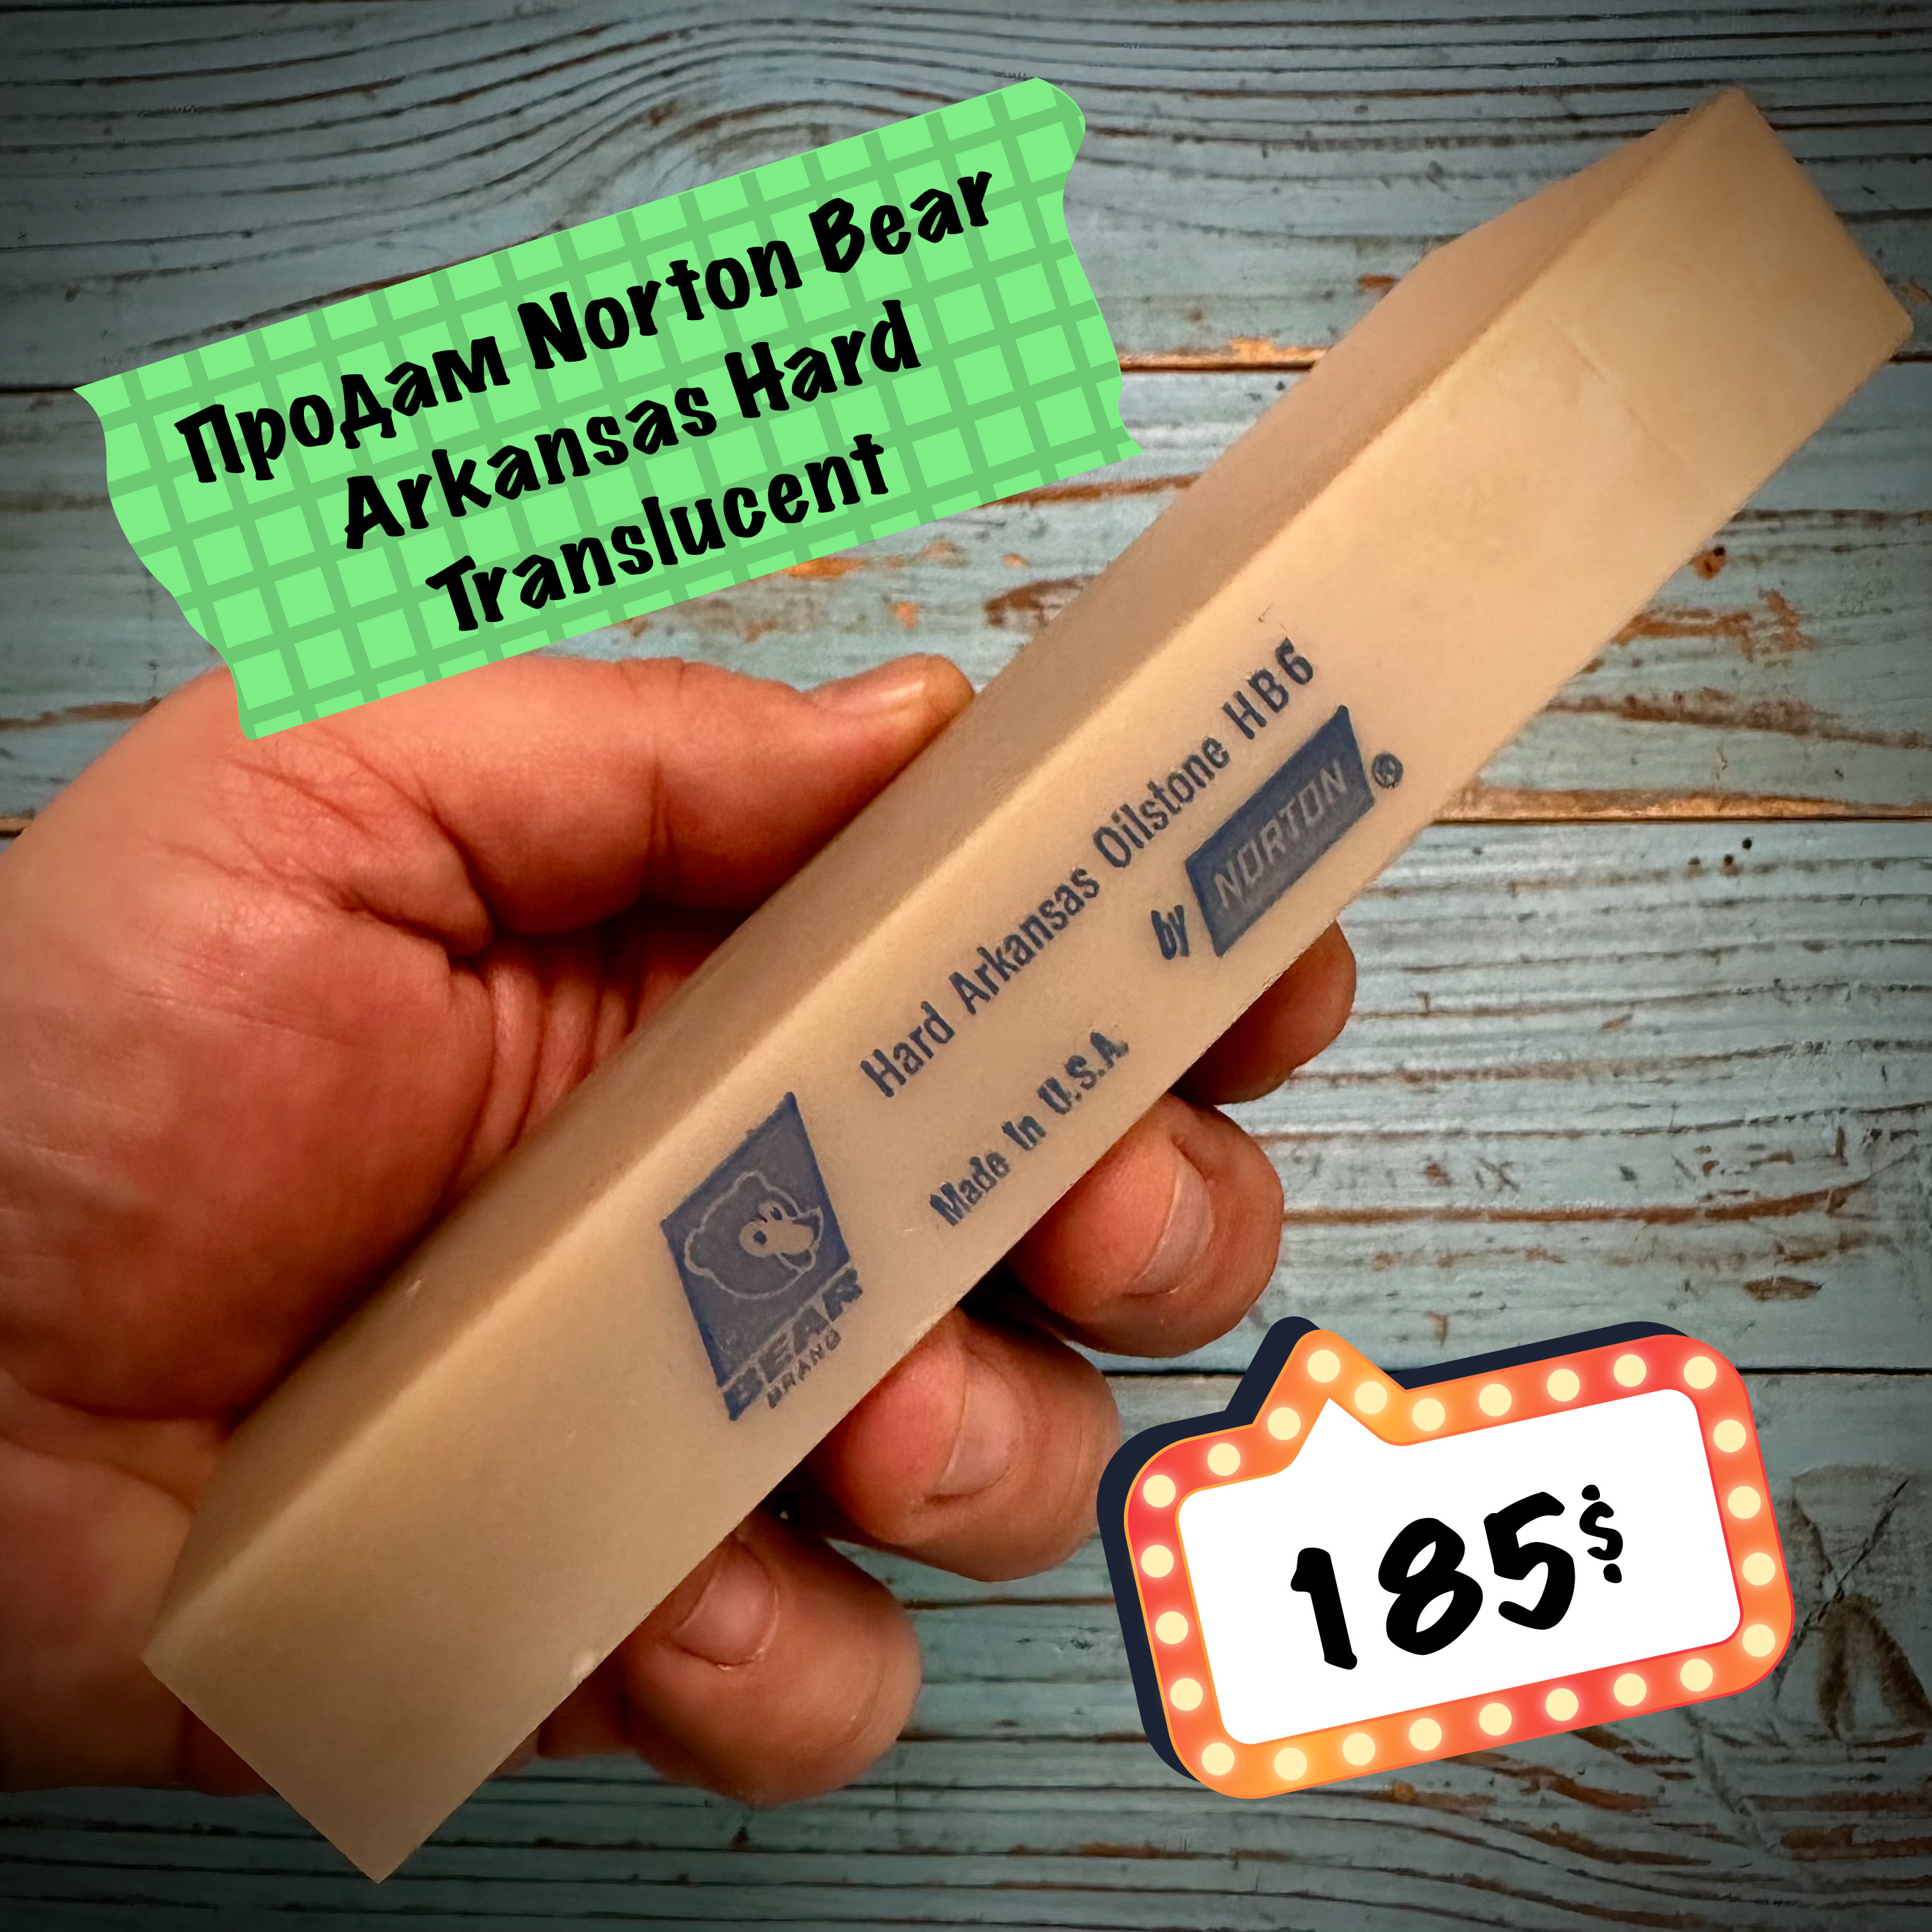 Продам Norton Bear
Arkansas Hard
Translucent
Hard Arkansas Oilstone HB6
by NORTON®
Made In U.S.A.
BEAR
BRAND
185$